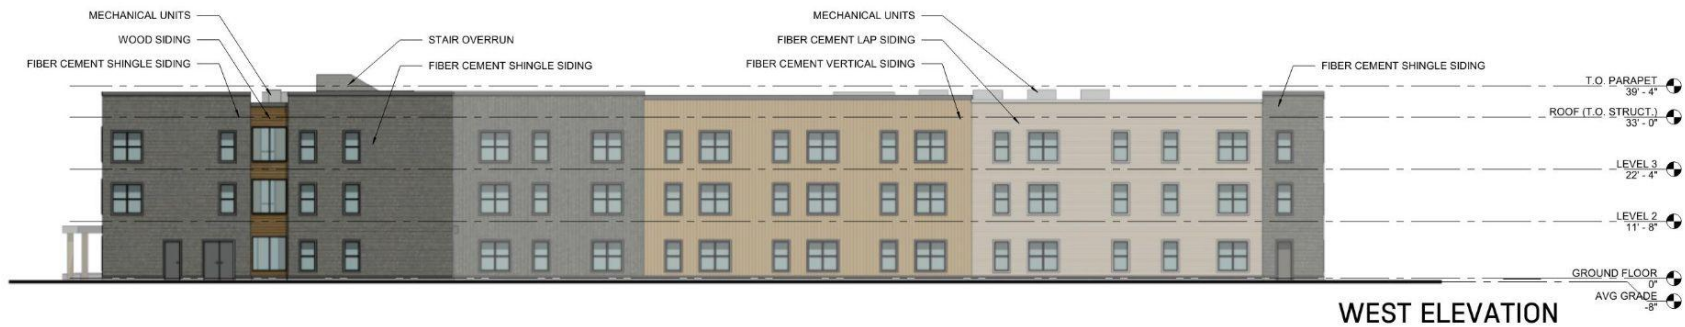 MECHANICAL UNITS
WOOD SIDING
FIBER CEMENT SHINGLE SIDING
STAIR OVERRUN
FIBER CEMENT SHINGLE SIDING
MECHANICAL UNITS
FIBER CEMENT LAP SIDING
FIBER CEMENT VERTICAL SIDING
FIBER CEMENT SHINGLE SIDING
T.O. PARAPET
39' - 4"
ROOF (T.O. STRUCT.)
33' - 0"
LEVEL 3
22' - 4"
LEVEL 2
11' - 8"
GROUND FLOOR
0"
AVG GRADE
-8"
WEST ELEVATION